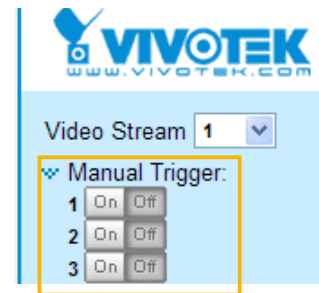 VIVOTEK
www.vivotek.com
Video Stream 1
Manual Trigger:
1 On Off
2 On Off
3 On Off